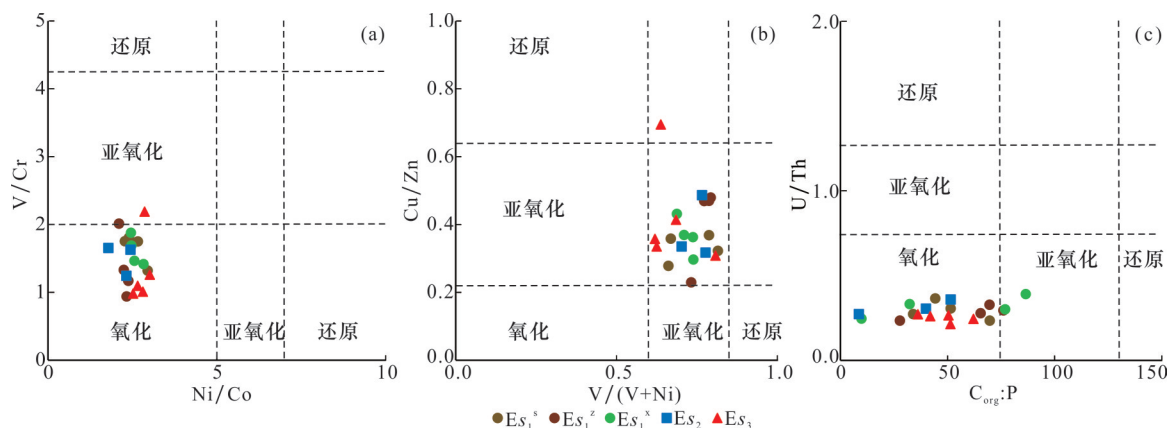 (a)
还原
亚氧化
氧化 亚氧化 还原
V/Cr
5
4
3
2
1
0
0 5 10
Ni/Co
(b)
还原
亚氧化
氧化 亚氧化 还原
Cu/Zn
1.0
0.8
0.6
0.4
0.2
0.0
0.0 0.5 1.0
V/(V+Ni)
(c)
还原
亚氧化
氧化 亚氧化 还原
U/Th
2.0
1.0
0.0
0 50 100 150
C_org:P
Es₁ˢ Es₁ᶻ Es₁ˣ Es₂ Es₃